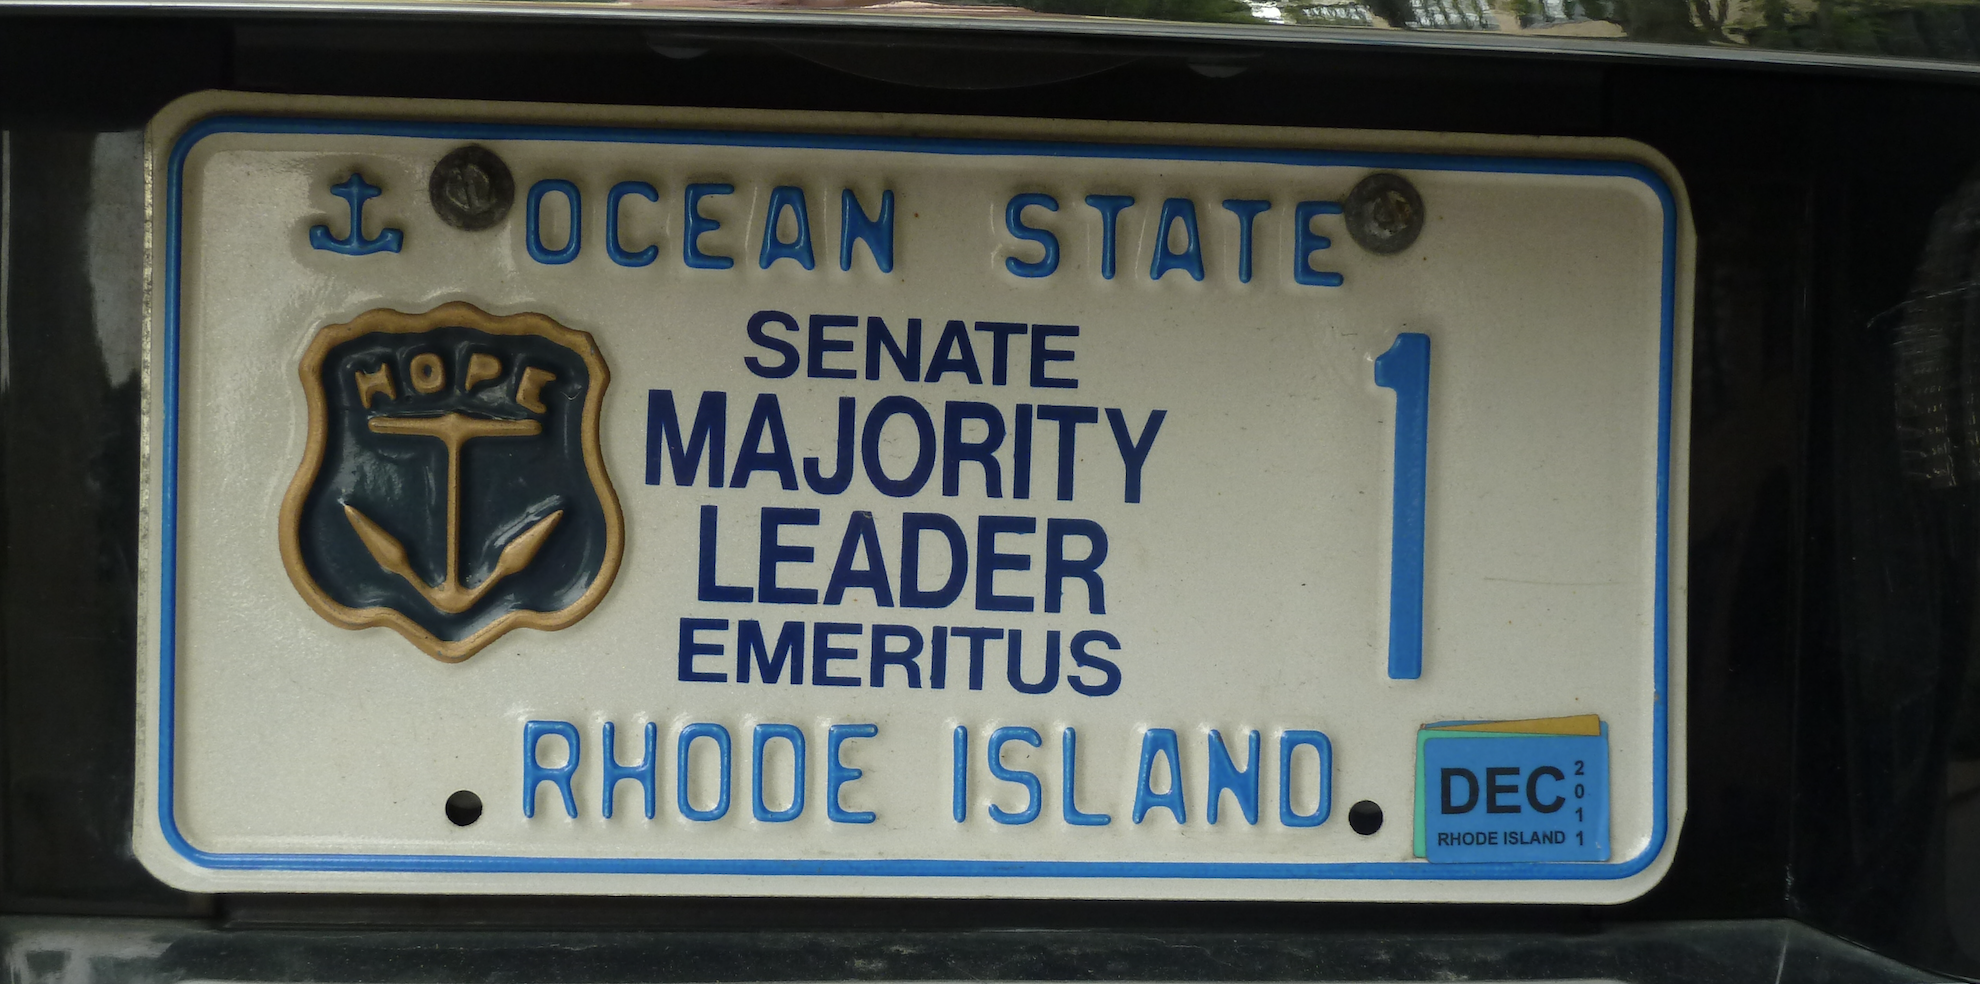 OCEAN STATE
HOPE
SENATE
MAJORITY
LEADER
EMERITUS
1
RHODE ISLAND
DEC 2011
RHODE ISLAND